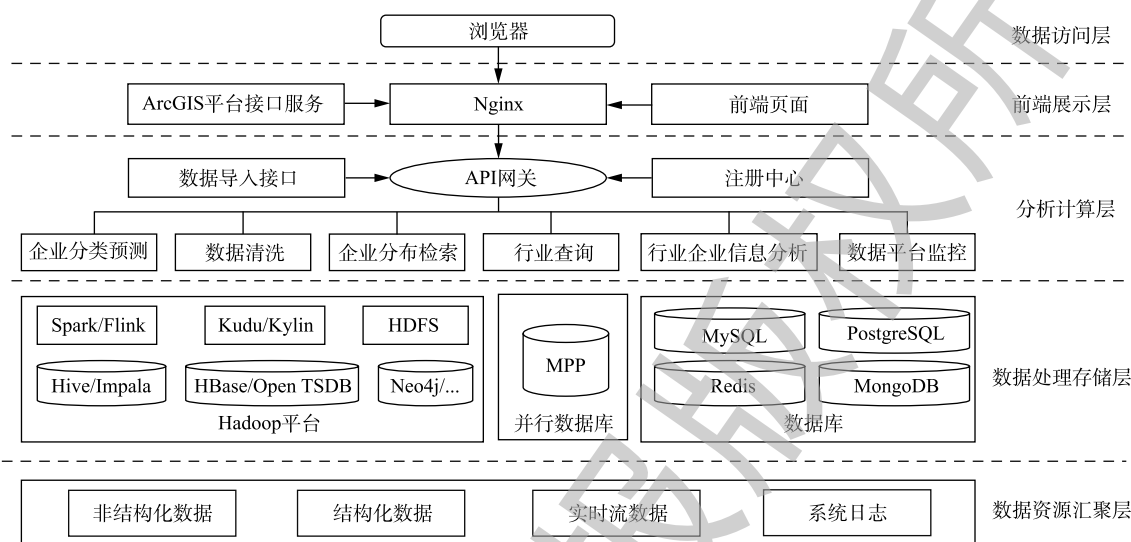 浏览器
数据访问层
ArcGIS平台接口服务
Nginx
前端页面
前端展示层
数据导入接口
API网关
注册中心
分析计算层
企业分类预测
数据清洗
企业分布检索
行业查询
行业企业信息分析
数据平台监控
Spark/Flink
Kudu/Kylin
HDFS
Hive/Impala
HBase/Open TSDB
Neo4j/...
Hadoop平台
MPP
并行数据库
MySQL
PostgreSQL
Redis
MongoDB
数据库
数据处理存储层
非结构化数据
结构化数据
实时流数据
系统日志
数据资源汇聚层
报版权所